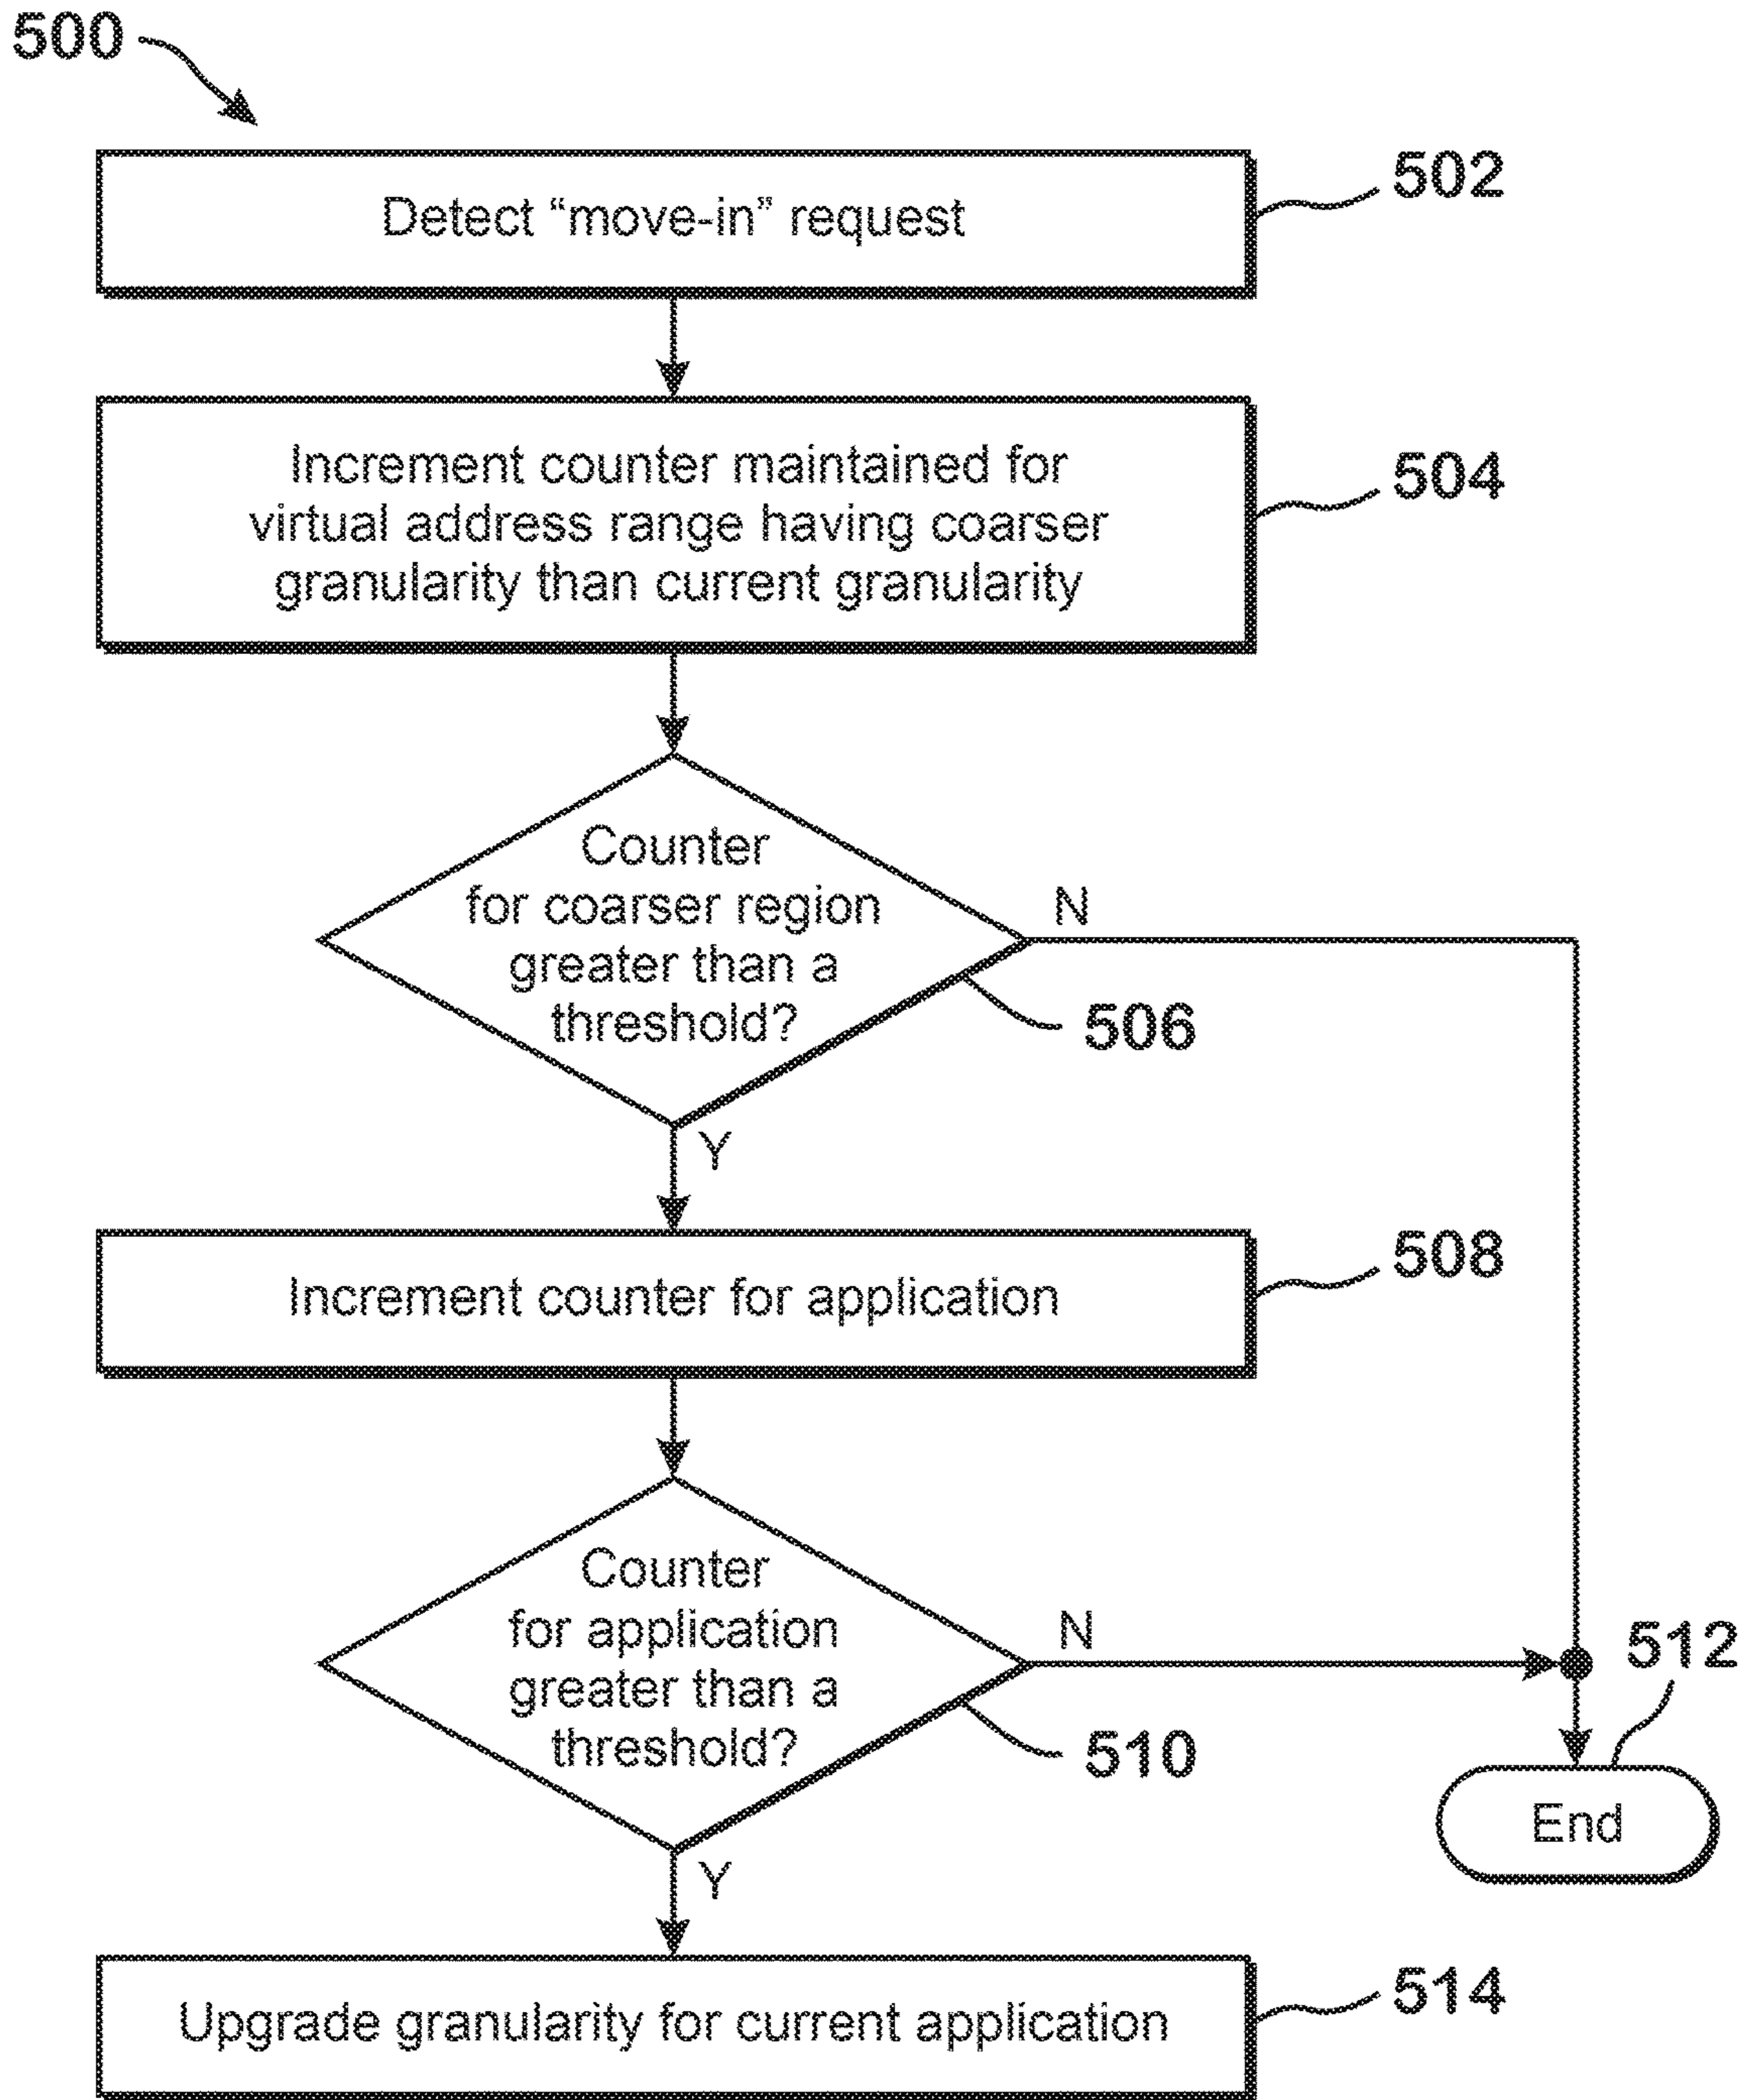 500
Detect “move-in” request
502
Increment counter maintained for
virtual address range having coarser
granularity than current granularity
504
Counter
for coarser region
greater than a
threshold?
N
506
Y
Increment counter for application
508
Counter
for application
greater than a
threshold?
N
512
510
End
Y
Upgrade granularity for current application
514